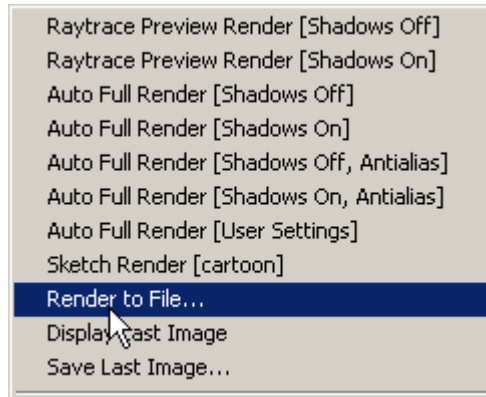 Raytrace Preview Render [Shadows Off]
Raytrace Preview Render [Shadows On]
Auto Full Render [Shadows Off]
Auto Full Render [Shadows On]
Auto Full Render [Shadows Off, Antialias]
Auto Full Render [Shadows On, Antialias]
Auto Full Render [User Settings]
Sketch Render [cartoon]
Render to File...
Display Last Image
Save Last Image...